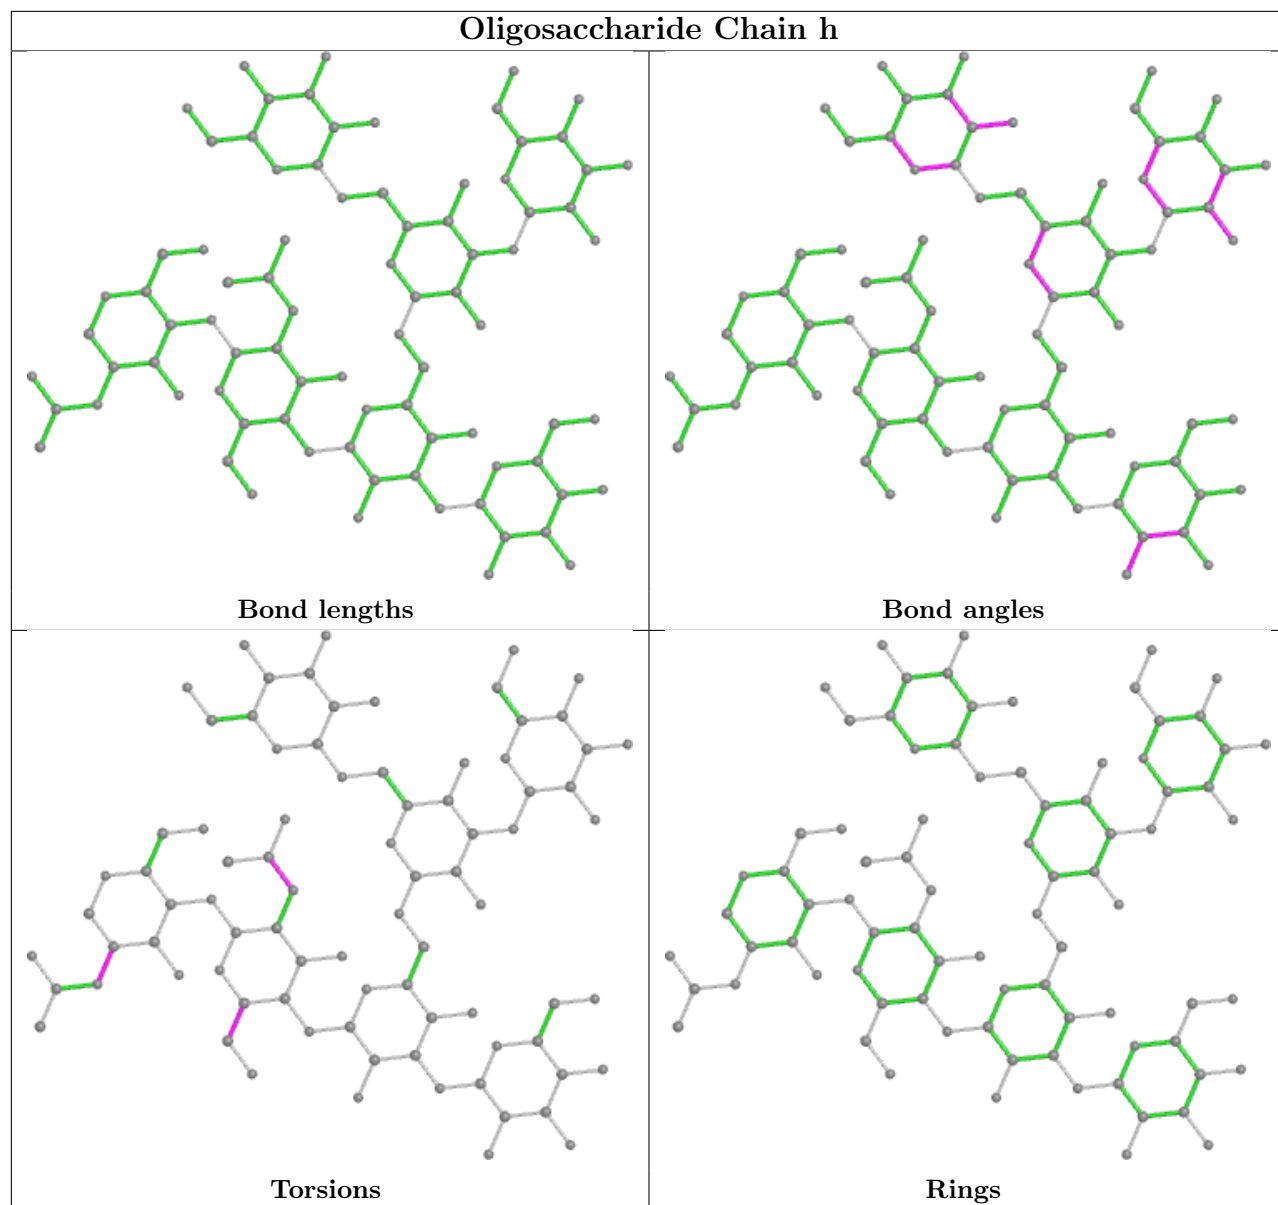 Oligosaccharide Chain h
Bond lengths
Bond angles
Torsions
Rings